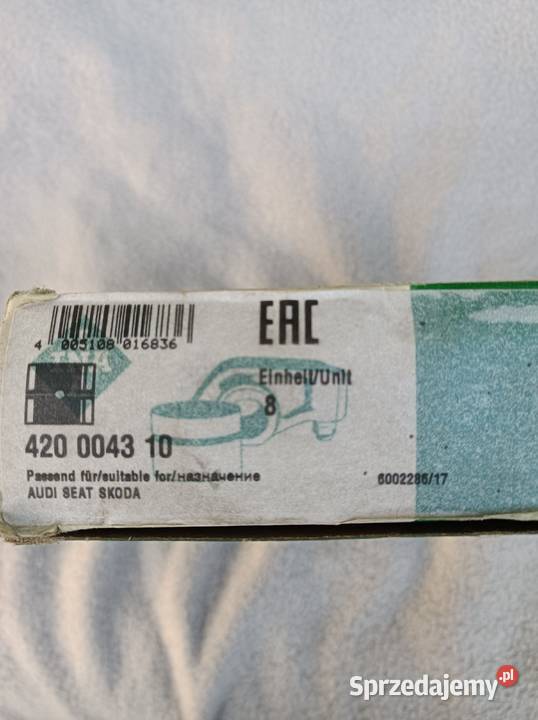 4 005108 016836
EAC
INA
Einheit/Unit
8
420 0043 10
Passend für/suitable for/назначение
AUDI SEAT SKODA
6002286/17
Sprzedajemy.pl